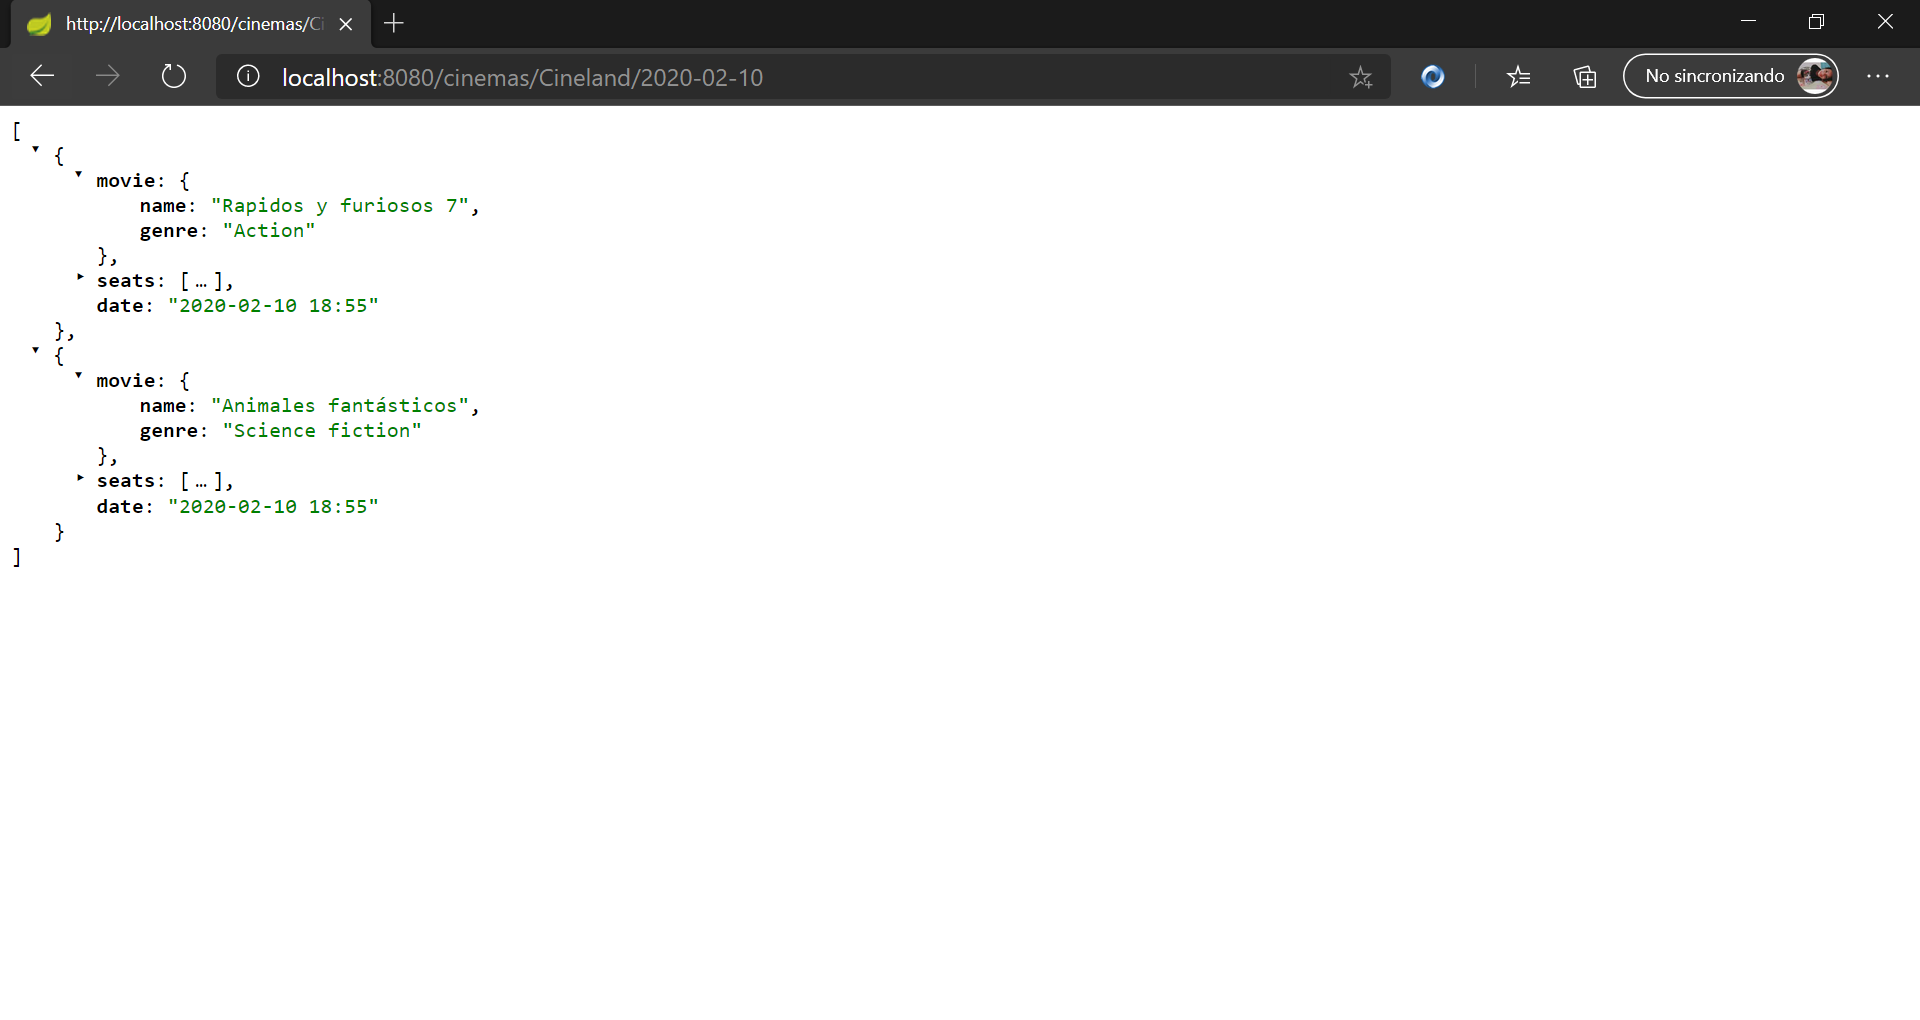 http://localhost:8080/cinemas/Ci
localhost:8080/cinemas/Cineland/2020-02-10
No sincronizando
[
{
movie: {
name: "Rapidos y furiosos 7",
genre: "Action"
},
seats: […],
date: "2020-02-10 18:55"
},
{
movie: {
name: "Animales fantásticos",
genre: "Science fiction"
},
seats: […],
date: "2020-02-10 18:55"
}
]